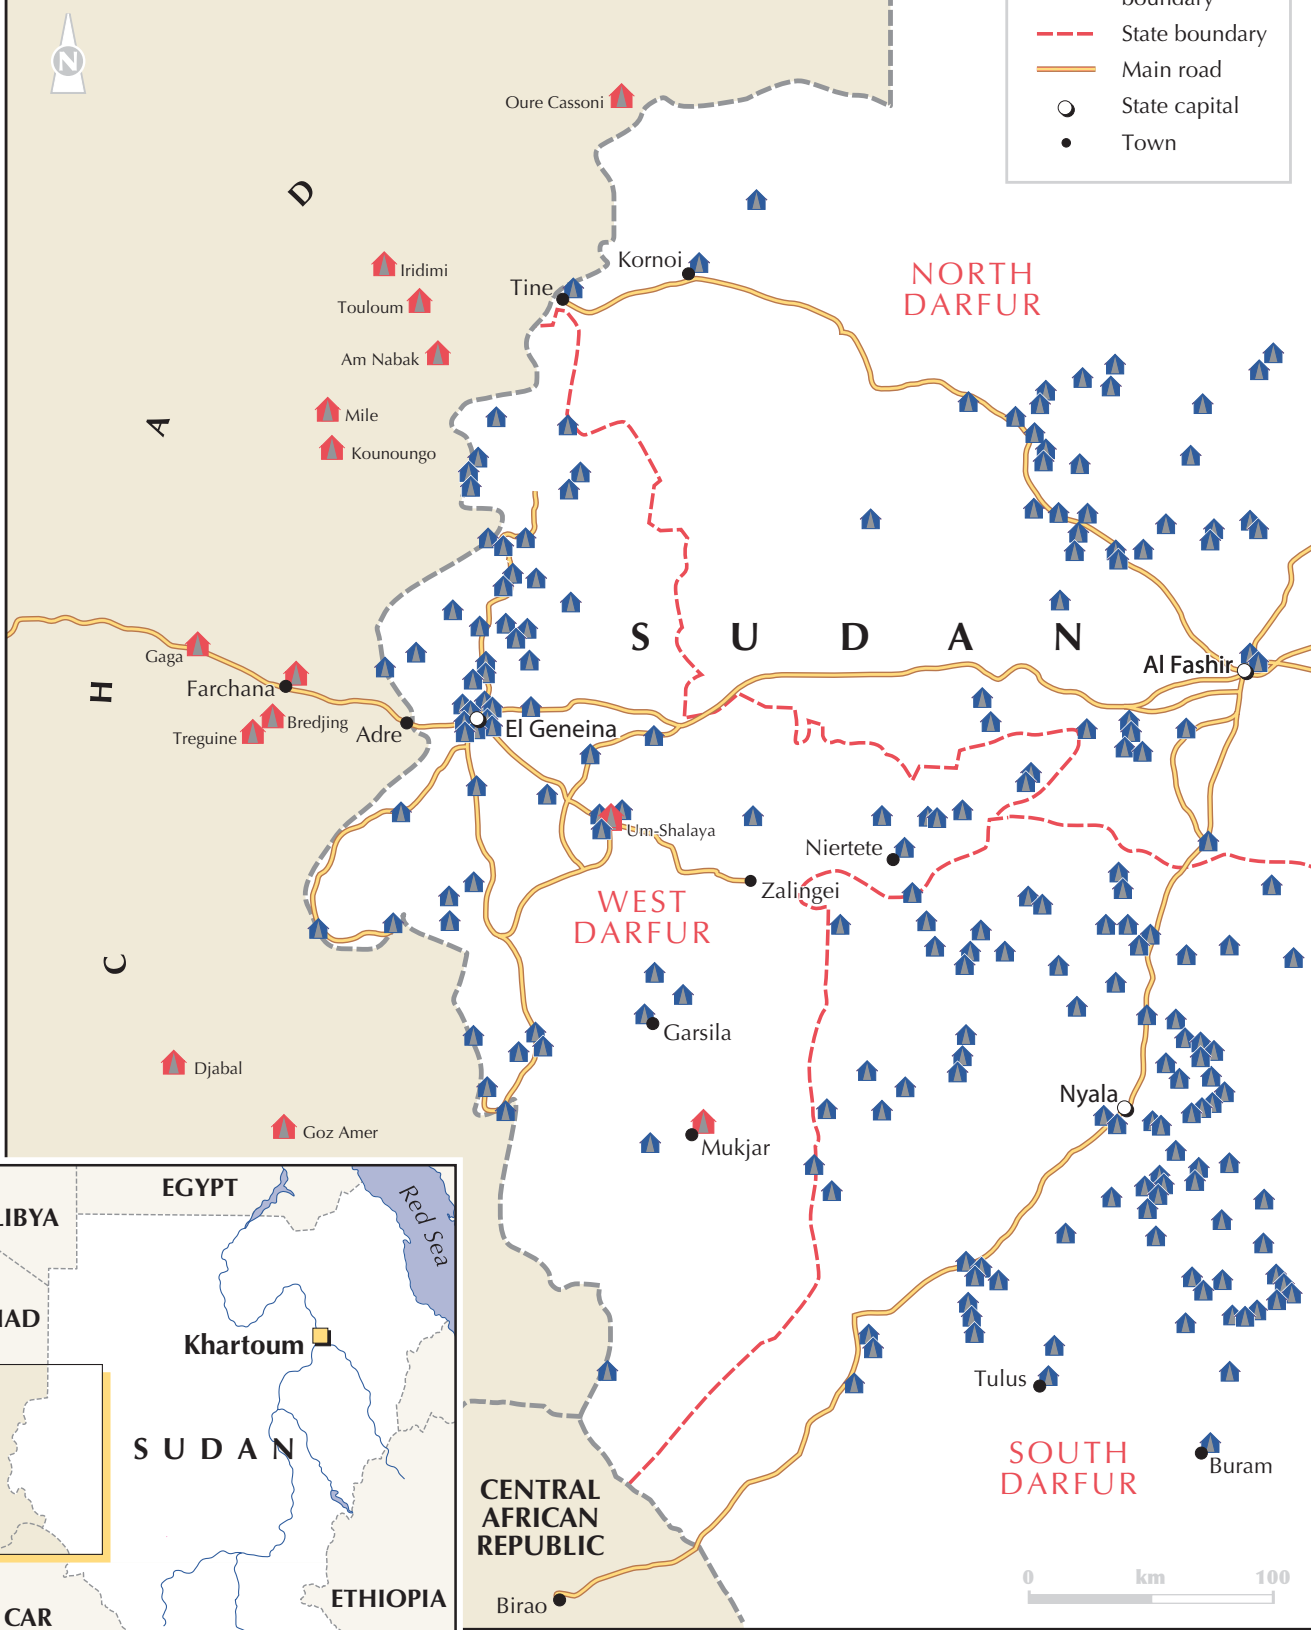 boundary
State boundary
Main road
State capital
Town
N
Oure Cassoni
Iridimi
Touloum
Am Nabak
Mile
Kounoungo
Tine
Kornoi
NORTH
DARFUR
C H A D
SUDAN
Gaga
Farchana
Bredjing
Treguine
Adre
El Geneina
Al Fashir
Um-Shalaya
Niertete
Zalingei
WEST
DARFUR
Garsila
Djabal
Goz Amer
Mukjar
Nyala
Tulus
SOUTH
DARFUR
Buram
CENTRAL
AFRICAN
REPUBLIC
Birao
0 km 100
EGYPT
Red Sea
LIBYA
HAD
Khartoum
SUDAN
ETHIOPIA
CAR